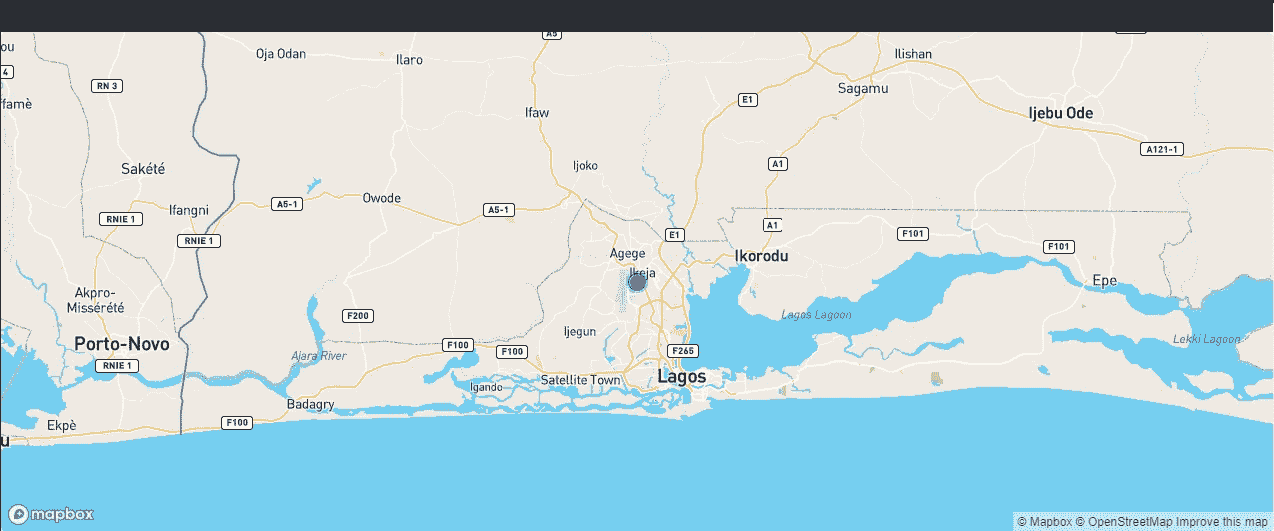 ou
Oja Odan
Ilaro
A5
Ilishan
4
RN 3
Sagamu
E1
ffamè
Ifaw
Ijebu Ode
A121-1
Sakété
Ijoko
A1
Ifangni
A5-1
Owode
A5-1
RNIE 1
RNIE 1
E1
A1
F101
F101
Agege
Ikorodu
Ikeja
Epe
Akpro-
Missérété
F200
Lagos Lagoon
Ijegun
Porto-Novo
Ajara River
F100
F100
F265
Lekki Lagoon
RNIE 1
Igando
Satellite Town
Lagos
Badagry
Ekpè
F100
u
mapbox
© Mapbox © OpenStreetMap Improve this map